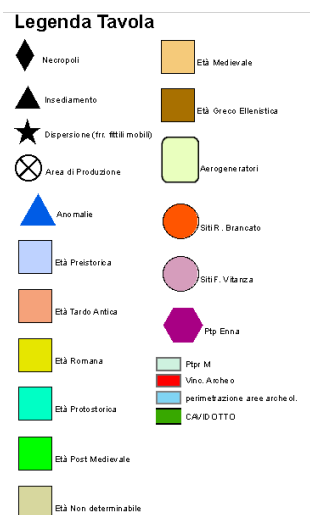 Legenda Tavola
Necropoli
Insediamento
Dispersione (frr. fittili mobili)
Area di Produzione
Anomalie
Età Preistorica
Età Tardo Antica
Età Romana
Età Protostorica
Età Post Medievale
Età Non determinabile
Età Medievale
Età Greco Ellenistica
Aerogeneratori
Siti R. Brancato
Siti F. Vitanza
Ptp Enna
Ptpr M
Vinc. Archeo
perimetrazione aree archeol.
CAVIDOTTO